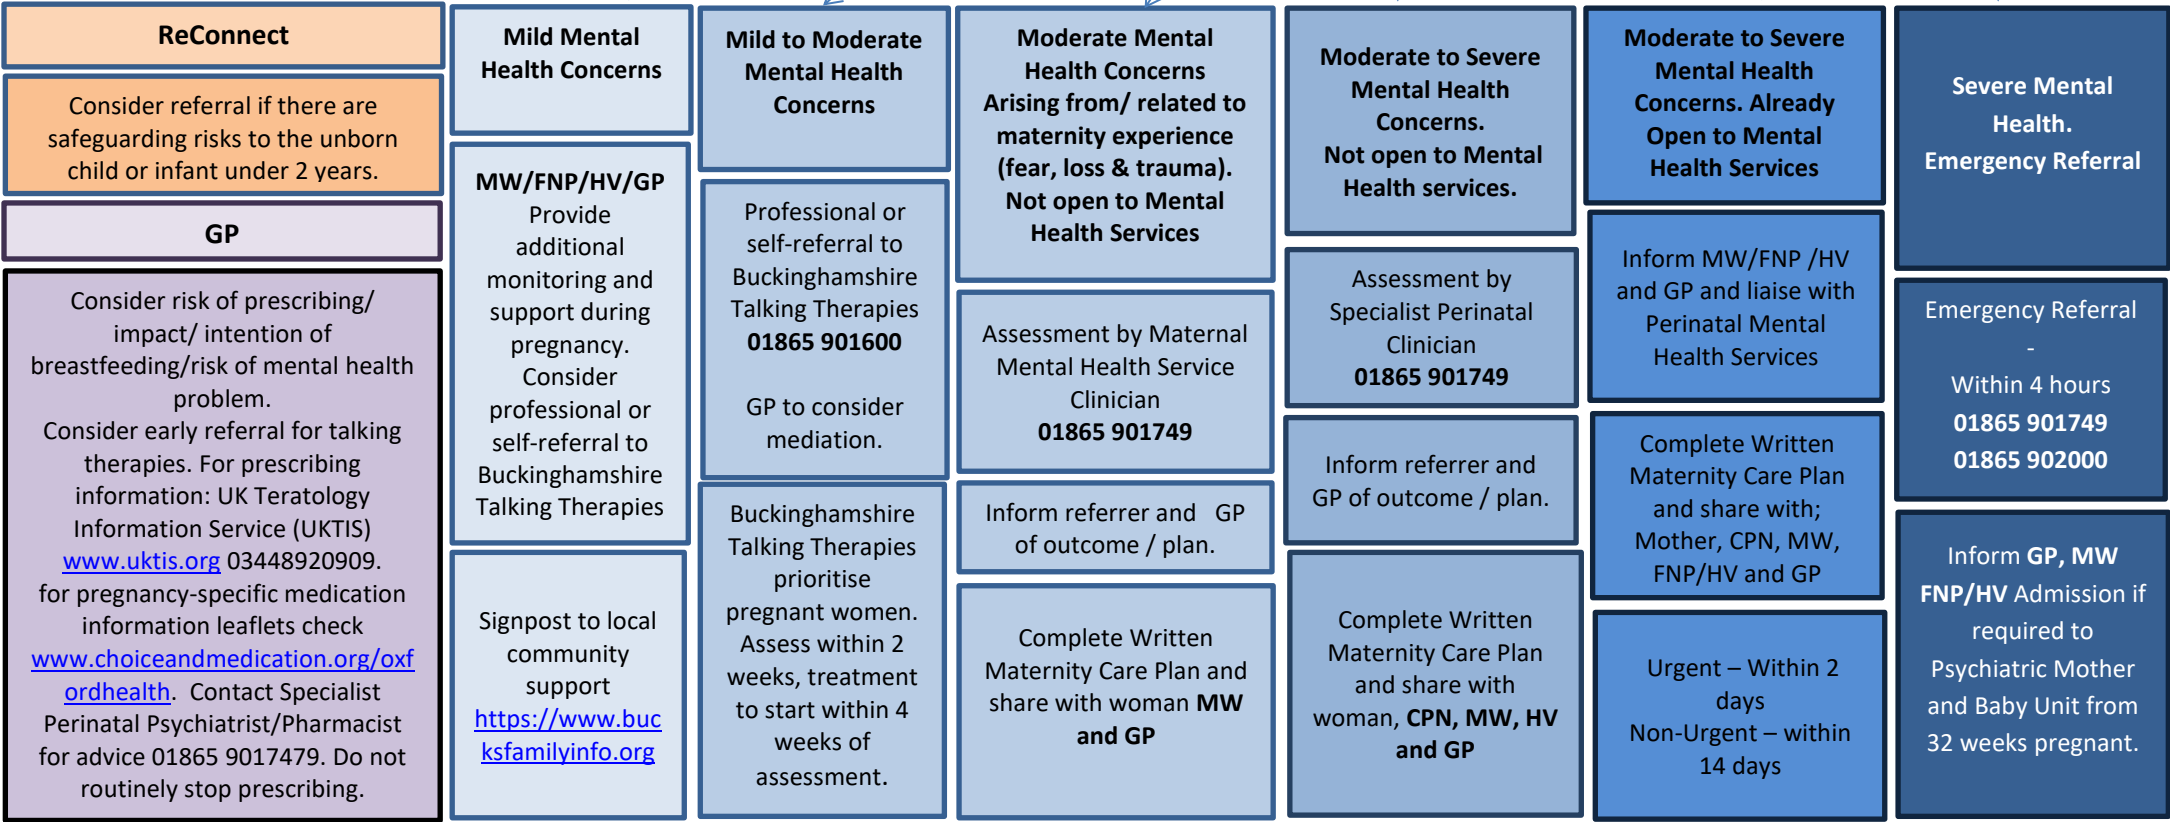 ReConnect
Consider referral if there are
safeguarding risks to the unborn
child or infant under 2 years.
GP
Consider risk of prescribing/
impact/ intention of
breastfeeding/risk of mental health
problem.
Consider early referral for talking
therapies. For prescribing
information: UK Teratology
Information Service (UKTIS)
www.uktis.org 03448920909.
for pregnancy-specific medication
information leaflets check
www.choiceandmedication.org/oxf
ordhealth. Contact Specialist
Perinatal Psychiatrist/Pharmacist
for advice 01865 9017479. Do not
routinely stop prescribing.
Mild Mental
Health Concerns
MW/FNP/HV/GP
Provide
additional
monitoring and
support during
pregnancy.
Consider
professional or
self-referral to
Buckinghamshire
Talking Therapies
Signpost to local
community
support
https://www.buc
ksfamilyinfo.org
Mild to Moderate
Mental Health
Concerns
Professional or
self-referral to
Buckinghamshire
Talking Therapies
01865 901600
GP to consider
mediation.
Buckinghamshire
Talking Therapies
prioritise
pregnant women.
Assess within 2
weeks, treatment
to start within 4
weeks of
assessment.
Moderate Mental
Health Concerns
Arising from/ related to
maternity experience
(fear, loss & trauma).
Not open to Mental
Health Services
Assessment by Maternal
Mental Health Service
Clinician
01865 901749
Inform referrer and GP
of outcome / plan.
Complete Written
Maternity Care Plan and
share with woman MW
and GP
Moderate to Severe
Mental Health
Concerns.
Not open to Mental
Health services.
Assessment by
Specialist Perinatal
Clinician
01865 901749
Inform referrer and
GP of outcome / plan.
Complete Written
Maternity Care Plan
and share with
woman, CPN, MW, HV
and GP
Moderate to Severe
Mental Health
Concerns. Already
Open to Mental
Health Services
Inform MW/FNP /HV
and GP and liaise with
Perinatal Mental
Health Services
Complete Written
Maternity Care Plan
and share with;
Mother, CPN, MW,
FNP/HV and GP
Urgent – Within 2
days
Non-Urgent – within
14 days
Severe Mental
Health.
Emergency Referral
Emergency Referral
-
Within 4 hours
01865 901749
01865 902000
Inform GP, MW
FNP/HV Admission if
required to
Psychiatric Mother
and Baby Unit from
32 weeks pregnant.